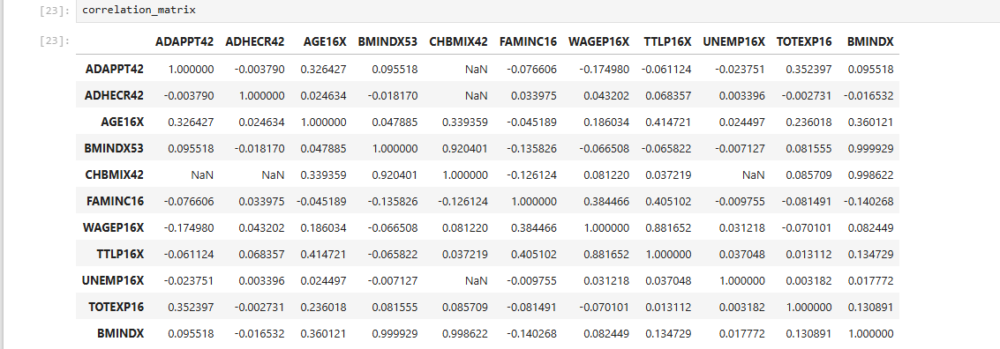 [23]: correlation_matrix
[23]:
ADAPPT42 ADHECR42 AGE16X BMINDX53 CHBMIX42 FAMINC16 WAGEP16X TTLP16X UNEMP16X TOTEXP16 BMINDX
ADAPPT42 1.000000 -0.003790 0.326427 0.095518 NaN -0.076606 -0.174980 -0.061124 -0.023751 0.352397 0.095518
ADHECR42 -0.003790 1.000000 0.024634 -0.018170 NaN 0.033975 0.043202 0.068357 0.003396 -0.002731 -0.016532
AGE16X 0.326427 0.024634 1.000000 0.047885 0.339359 -0.045189 0.186034 0.414721 0.024497 0.236018 0.360121
BMINDX53 0.095518 -0.018170 0.047885 1.000000 0.920401 -0.135826 -0.066508 -0.065822 -0.007127 0.081555 0.999929
CHBMIX42 NaN NaN 0.339359 0.920401 1.000000 -0.126124 0.081220 0.037219 NaN 0.085709 0.998622
FAMINC16 -0.076606 0.033975 -0.045189 -0.135826 -0.126124 1.000000 0.384466 0.405102 -0.009755 -0.081491 -0.140268
WAGEP16X -0.174980 0.043202 0.186034 -0.066508 0.081220 0.384466 1.000000 0.881652 0.031218 -0.070101 0.082449
TTLP16X -0.061124 0.068357 0.414721 -0.065822 0.037219 0.405102 0.881652 1.000000 0.037048 0.013112 0.134729
UNEMP16X -0.023751 0.003396 0.024497 -0.007127 NaN -0.009755 0.031218 0.037048 1.000000 0.003182 0.017772
TOTEXP16 0.352397 -0.002731 0.236018 0.081555 0.085709 -0.081491 -0.070101 0.013112 0.003182 1.000000 0.130891
BMINDX 0.095518 -0.016532 0.360121 0.999929 0.998622 -0.140268 0.082449 0.134729 0.017772 0.130891 1.000000